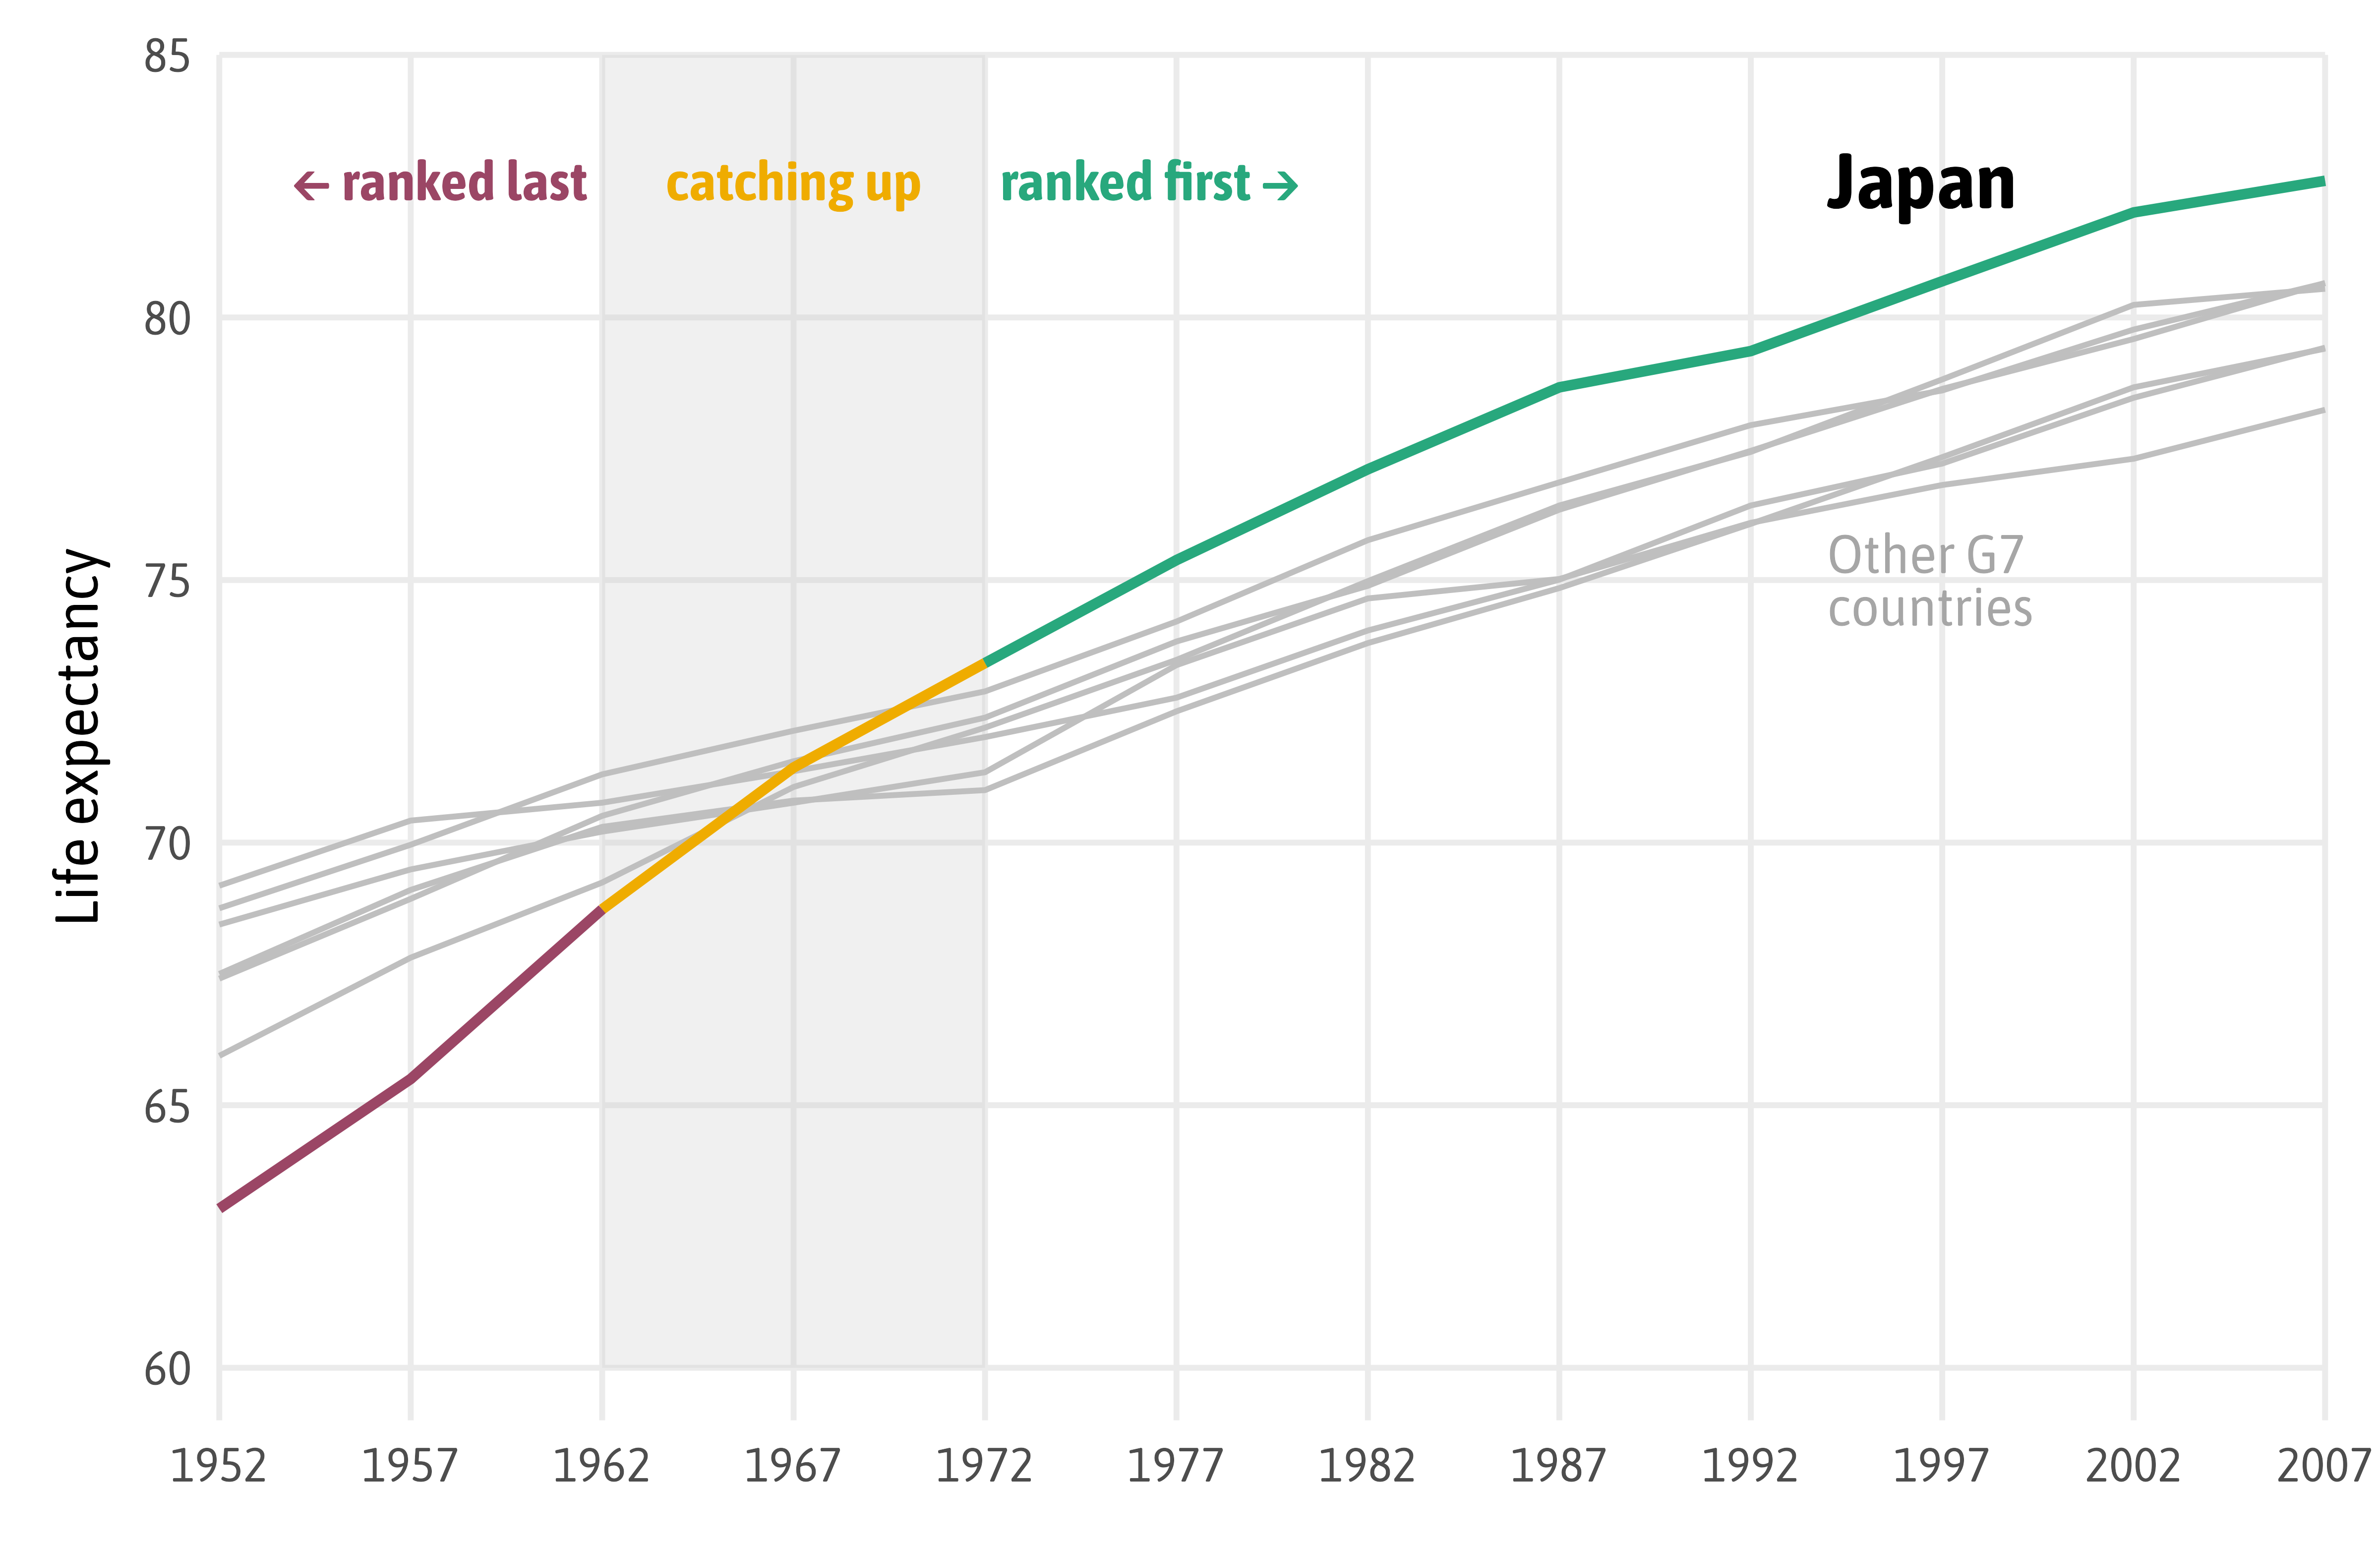 85
← ranked last
catching up
ranked first →
Japan
80
Other G7
countries
75
Life expectancy
70
65
60
1952 1957 1962 1967 1972 1977 1982 1987 1992 1997 2002 2007